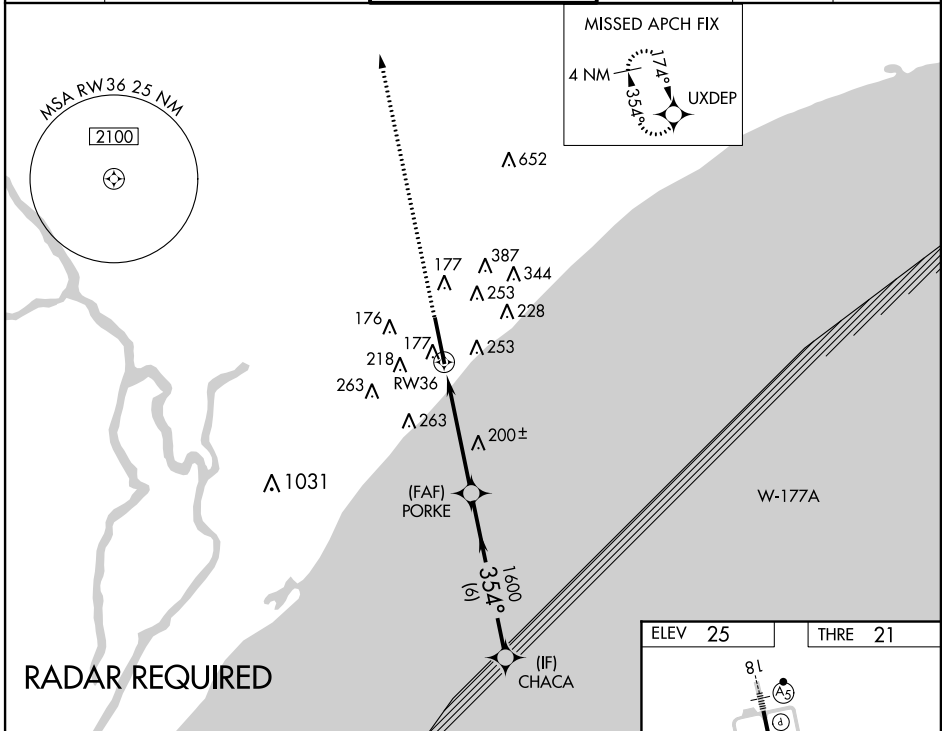 MISSED APCH FIX
4 NM
174°
354°
UXDEP
MSA RW36 25 NM
2100
652
387
177
344
253
228
176
177
253
218
RW36
263
263
200±
1031
(FAF)
PORKE
W-177A
1600
354°
(6)
(IF)
CHACA
RADAR REQUIRED
ELEV 25
THRE 21
18
A5